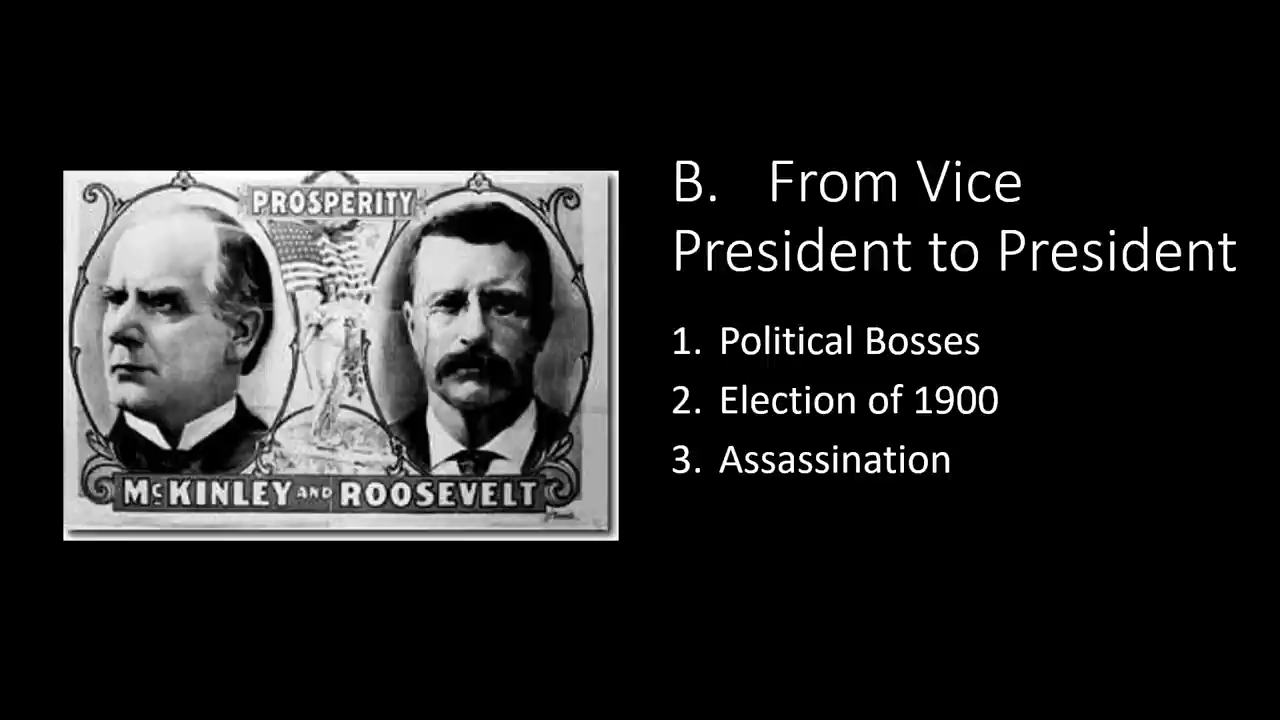 PROSPERITY
McKINLEY AND ROOSEVELT
B. From Vice
President to President
1. Political Bosses
2. Election of 1900
3. Assassination